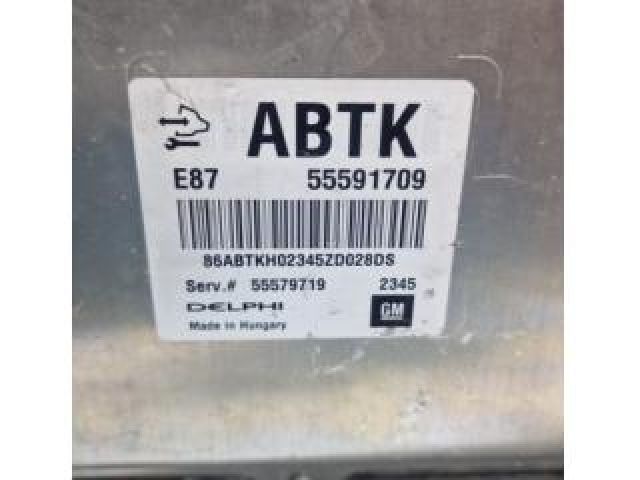 ABTK
E87 55591709
86ABTKH02345ZD028DS
Serv.# 55579719 2345
DELPHI GM
Made in Hungary